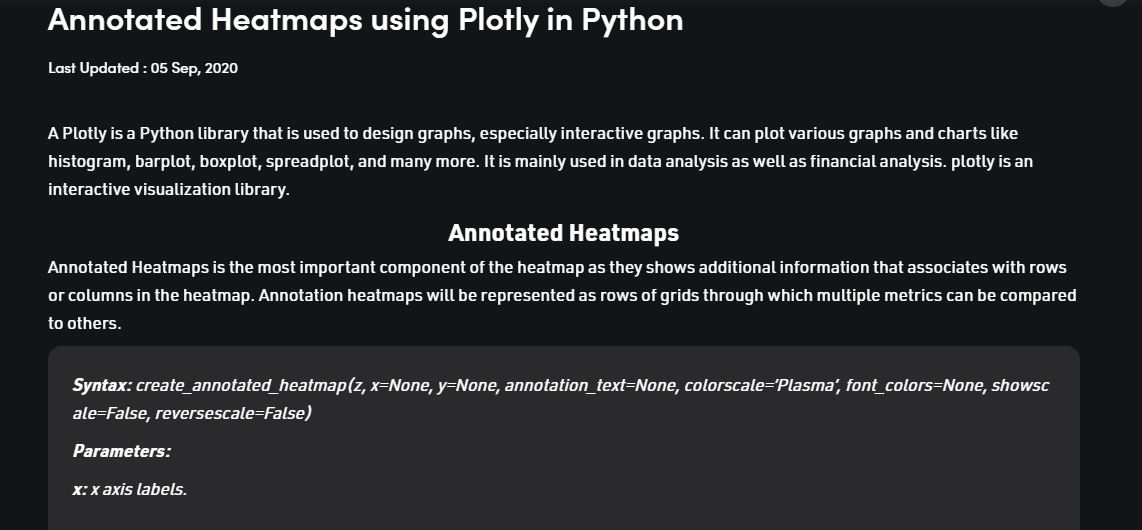 Annotated Heatmaps using Plotly in Python
Last Updated : 05 Sep, 2020
A Plotly is a Python library that is used to design graphs, especially interactive graphs. It can plot various graphs and charts like
histogram, barplot, boxplot, spreadplot, and many more. It is mainly used in data analysis as well as financial analysis. plotly is an
interactive visualization library.
Annotated Heatmaps
Annotated Heatmaps is the most important component of the heatmap as they shows additional information that associates with rows
or columns in the heatmap. Annotation heatmaps will be represented as rows of grids through which multiple metrics can be compared
to others.
Syntax: create_annotated_heatmap(z, x=None, y=None, annotation_text=None, colorscale=’Plasma’, font_colors=None, showsc
ale=False, reversescale=False)
Parameters:
x: x axis labels.